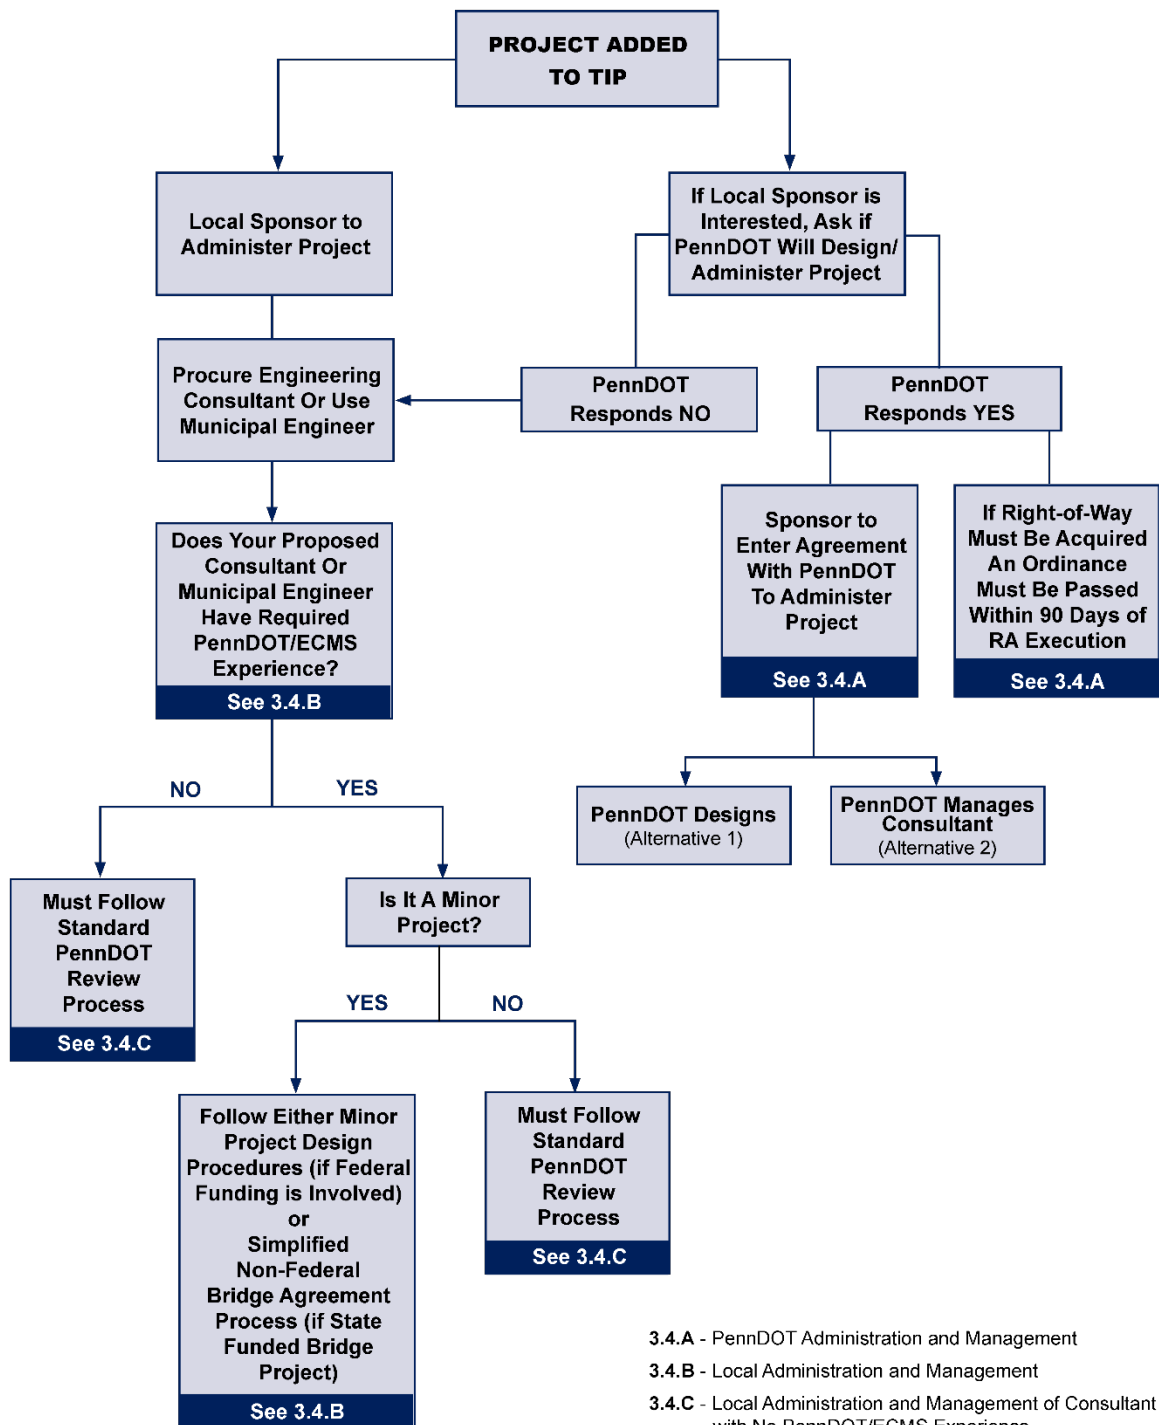 PROJECT ADDED
TO TIP
Local Sponsor to
Administer Project
If Local Sponsor is
Interested, Ask if
PennDOT Will Design/
Administer Project
Procure Engineering
Consultant Or Use
Municipal Engineer
PennDOT
Responds NO
PennDOT
Responds YES
Does Your Proposed
Consultant Or
Municipal Engineer
Have Required
PennDOT/ECMS
Experience?
See 3.4.B
Sponsor to
Enter Agreement
With PennDOT
To Administer
Project
See 3.4.A
If Right-of-Way
Must Be Acquired
An Ordinance
Must Be Passed
Within 90 Days of
RA Execution
See 3.4.A
NO
YES
PennDOT Designs
(Alternative 1)
PennDOT Manages
Consultant
(Alternative 2)
Must Follow
Standard
PennDOT
Review
Process
See 3.4.C
Is It A Minor
Project?
YES
NO
Follow Either Minor
Project Design
Procedures (if Federal
Funding is Involved)
or
Simplified
Non-Federal
Bridge Agreement
Process (if State
Funded Bridge
Project)
See 3.4.B
Must Follow
Standard
PennDOT
Review
Process
See 3.4.C
3.4.A - PennDOT Administration and Management
3.4.B - Local Administration and Management
3.4.C - Local Administration and Management of Consultant
with No PennDOT/ECMS Experience